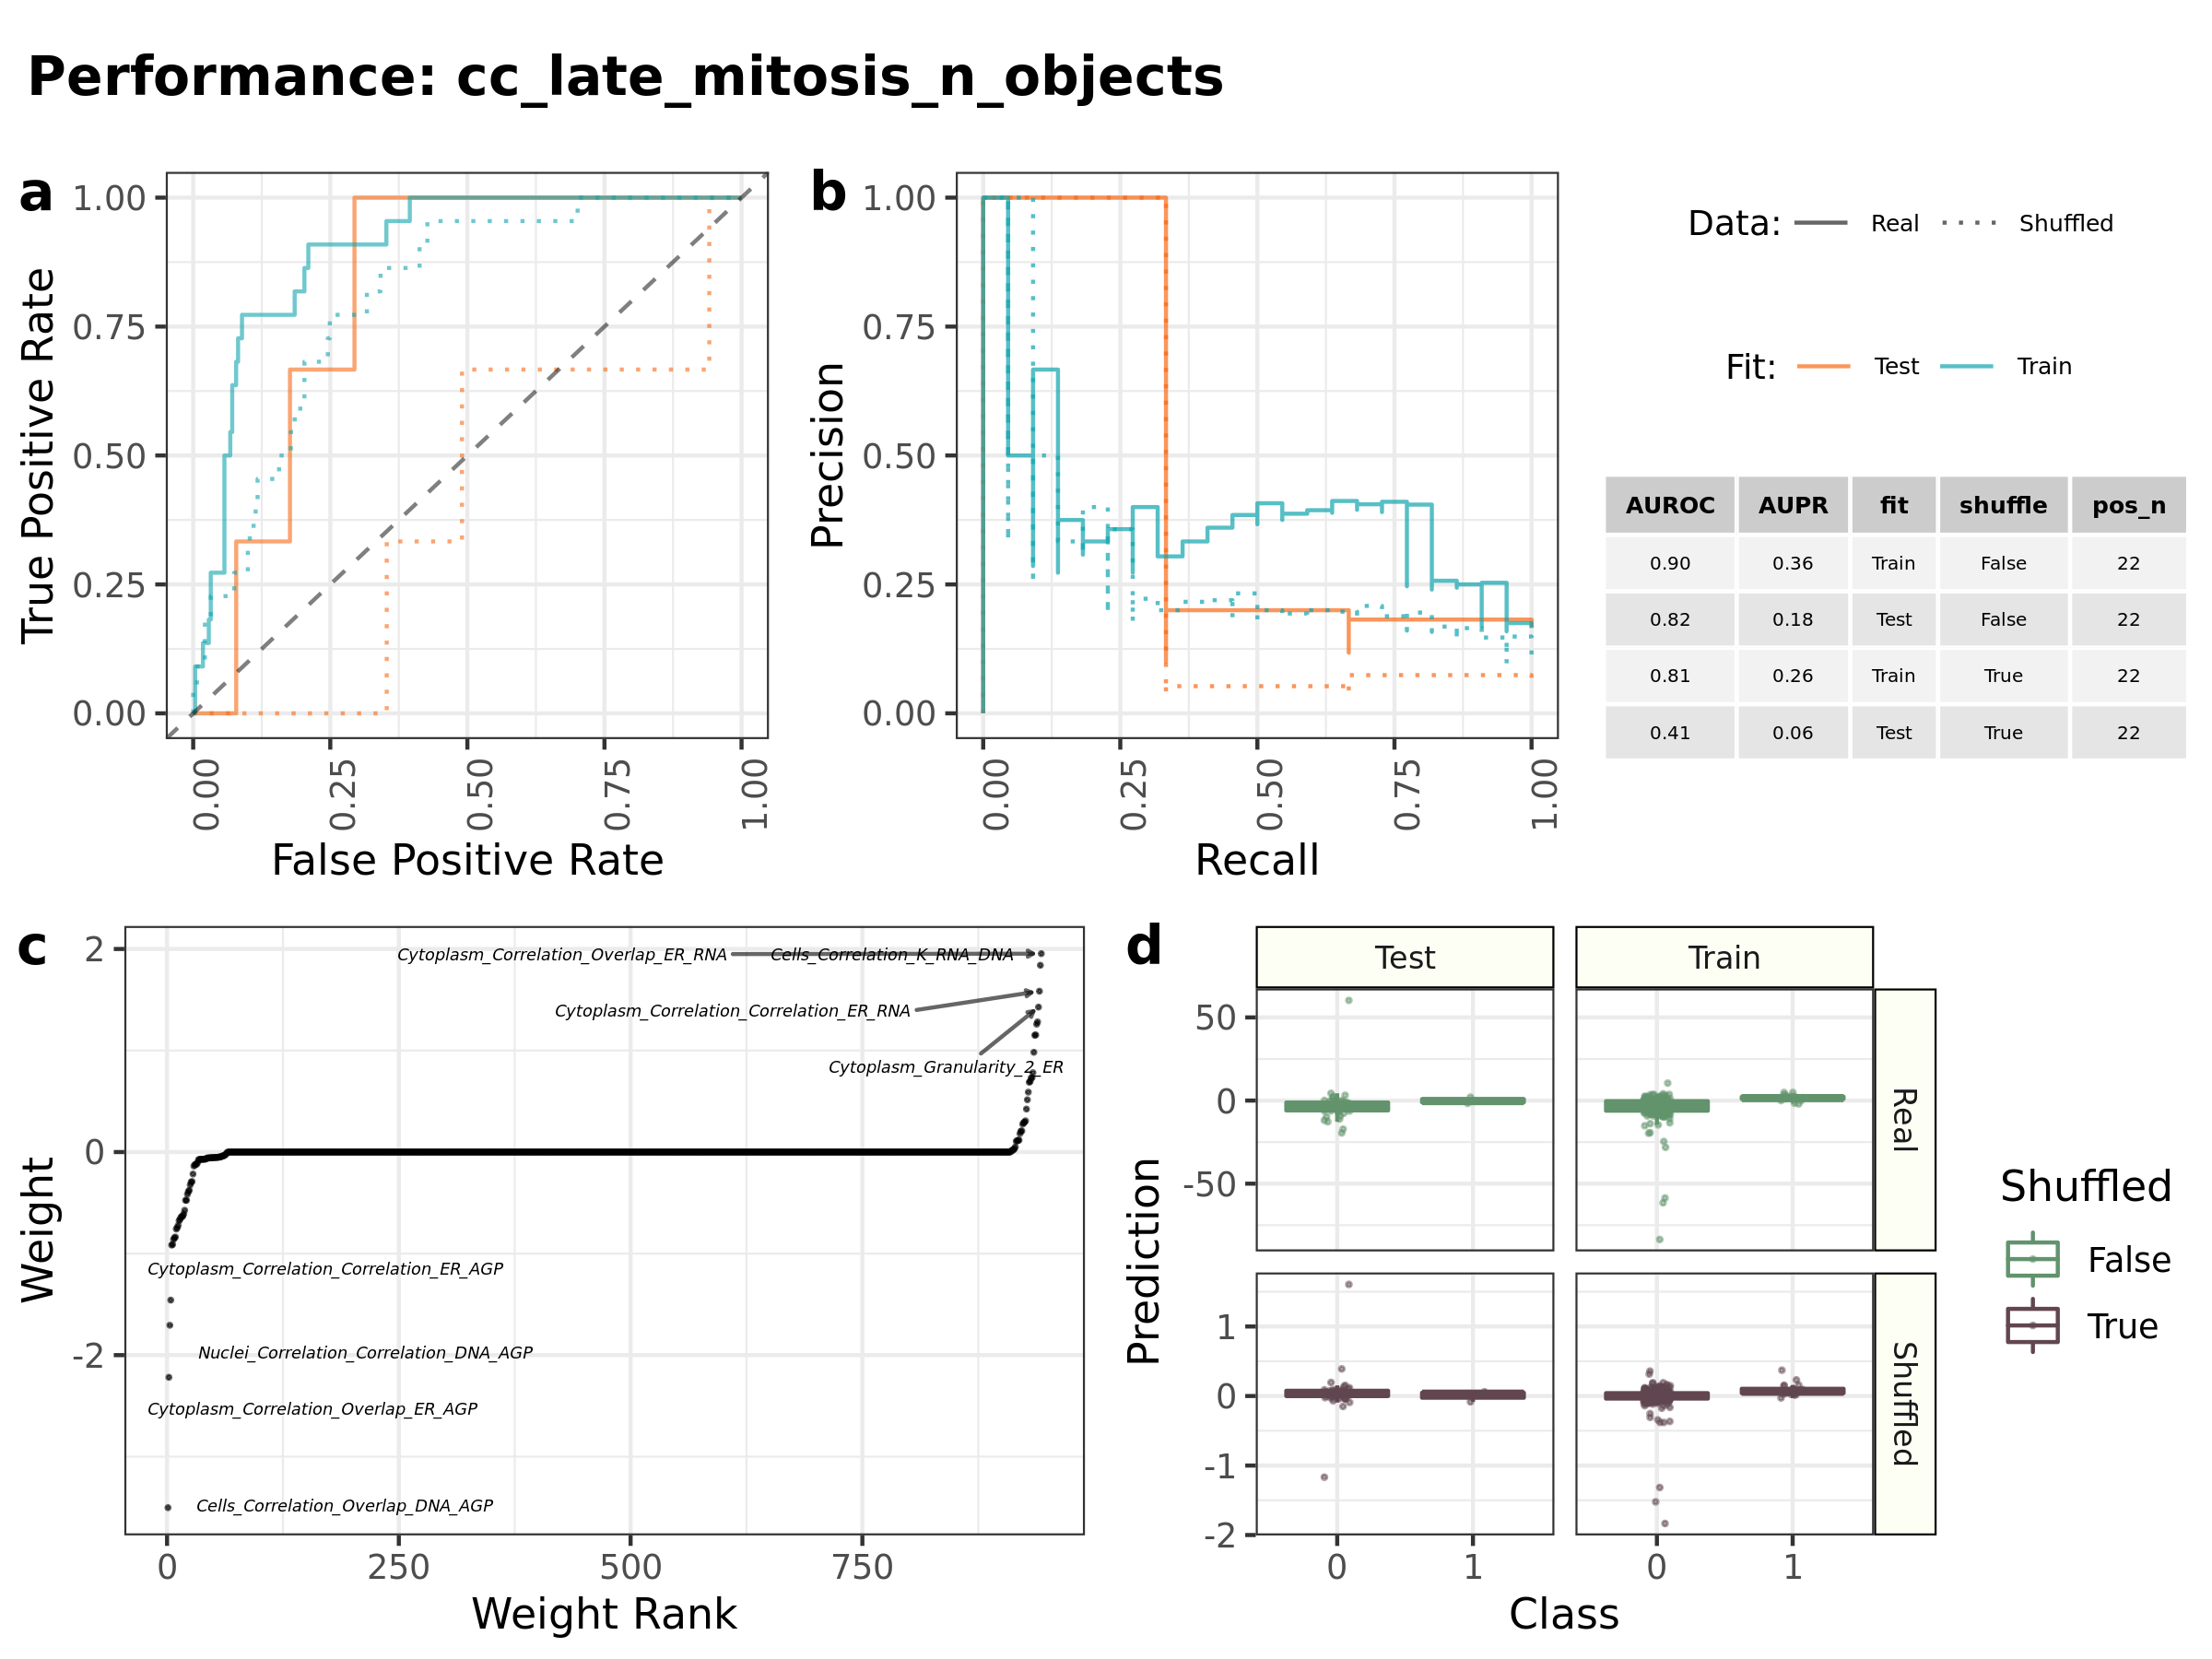 Performance: cc_late_mitosis_n_objects
a
True Positive Rate
1.00
0.75
0.50
0.25
0.00
0.00 0.25 0.50 0.75 1.00
False Positive Rate
b
Precision
1.00
0.75
0.50
0.25
0.00
0.00 0.25 0.50 0.75 1.00
Recall
Data: Real Shuffled
Fit: Test Train
AUROC AUPR fit shuffle pos_n
0.90 0.36 Train False 22
0.82 0.18 Test False 22
0.81 0.26 Train True 22
0.41 0.06 Test True 22
c
Weight
2
0
-2
Cytoplasm_Correlation_Overlap_ER_RNA
Cells_Correlation_K_RNA_DNA
Cytoplasm_Correlation_Correlation_ER_RNA
Cytoplasm_Granularity_2_ER
Cytoplasm_Correlation_Correlation_ER_AGP
Nuclei_Correlation_Correlation_DNA_AGP
Cytoplasm_Correlation_Overlap_ER_AGP
Cells_Correlation_Overlap_DNA_AGP
0 250 500 750
Weight Rank
d
Test Train
Prediction
50
0
-50
Real
1
0
-1
-2
Shuffled
0 1 0 1
Class
Shuffled
False
True